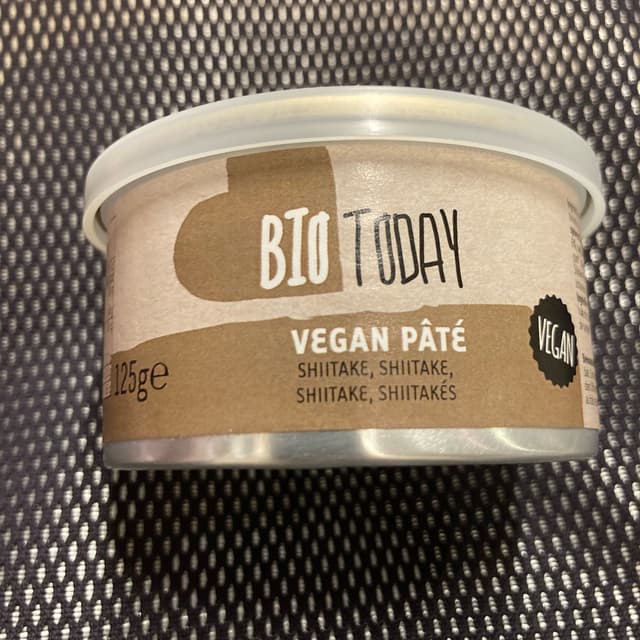 BIO TODAY
VEGAN PÂTÉ
SHIITAKE, SHIITAKE,
SHIITAKE, SHIITAKÉS
125g℮
VEGAN